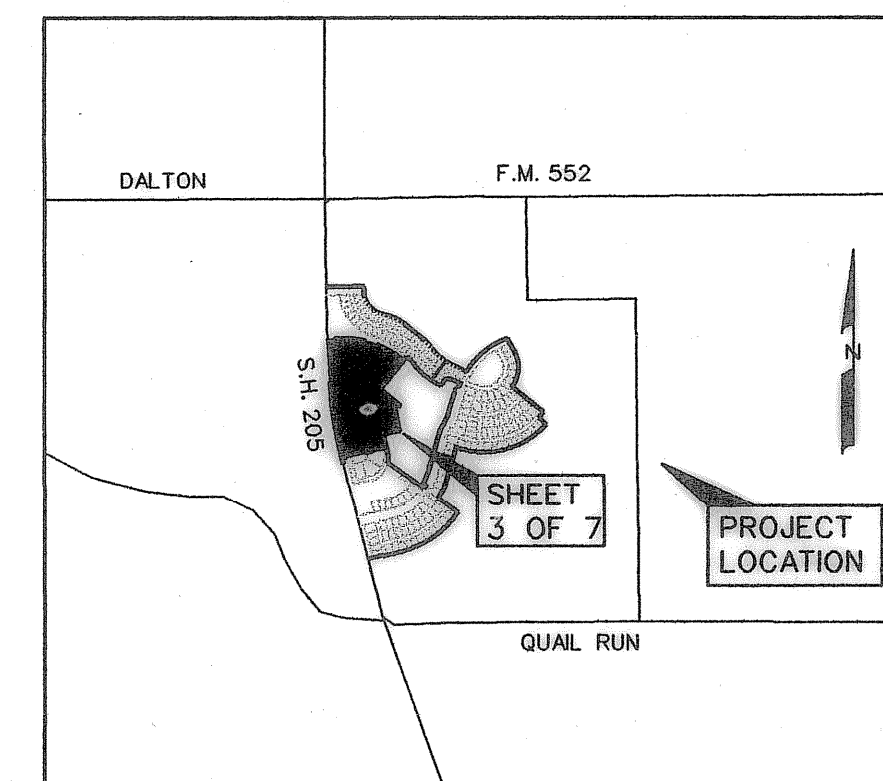 DALTON
F.M. 552
S.H. 205
N
SHEET
3 OF 7
PROJECT
LOCATION
QUAIL RUN